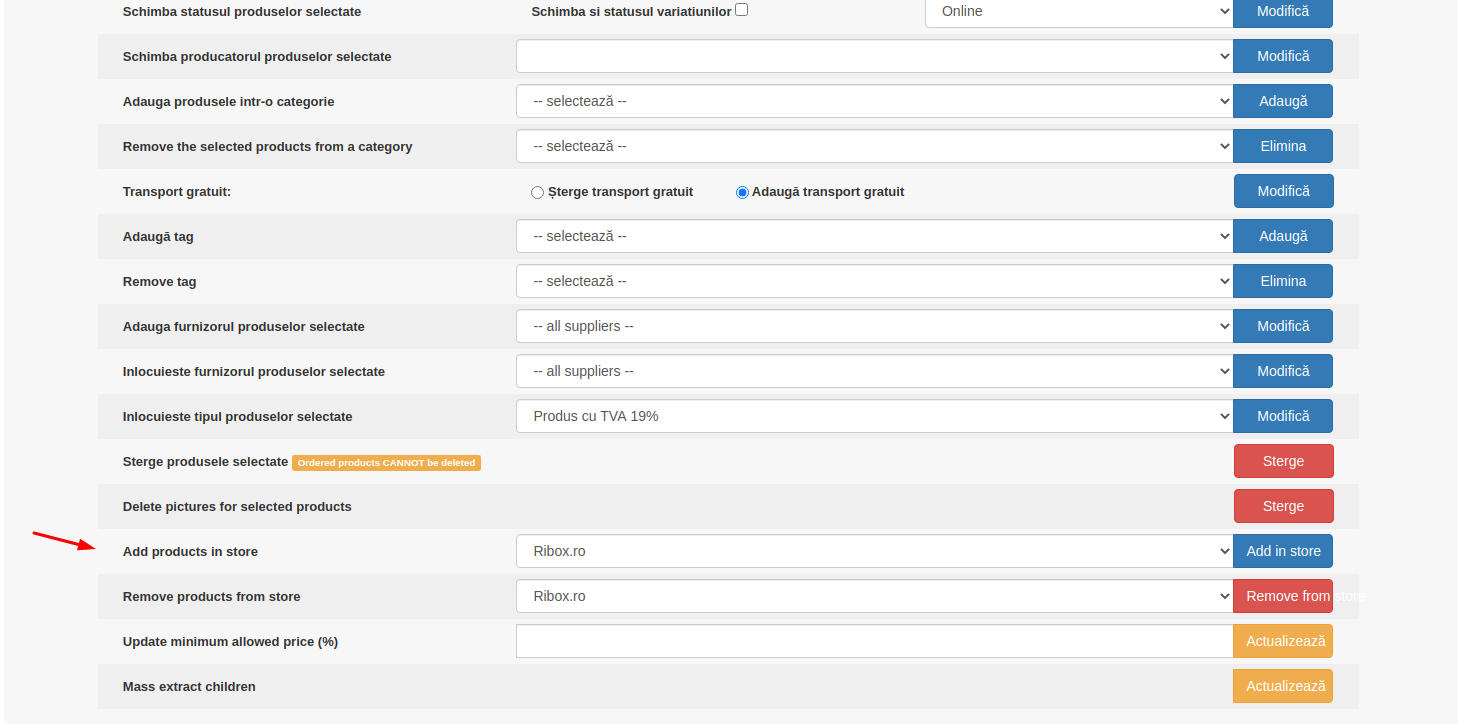 Schimba statusul produselor selectate Schimba si statusul variatiunilor Online Modifică
Schimba producatorul produselor selectate Modifică
Adauga produsele intr-o categorie -- selectează -- Adaugă
Remove the selected products from a category -- selectează -- Elimina
Transport gratuit: Șterge transport gratuit Adaugă transport gratuit Modifică
Adaugă tag -- selectează -- Adaugă
Remove tag -- selectează -- Elimina
Adauga furnizorul produselor selectate -- all suppliers -- Modifică
Inlocuieste furnizorul produselor selectate -- all suppliers -- Modifică
Inlocuieste tipul produselor selectate Produs cu TVA 19% Modifică
Sterge produsele selectate Ordered products CANNOT be deleted Sterge
Delete pictures for selected products Sterge
Add products in store Ribox.ro Add in store
Remove products from store Ribox.ro Remove from store
Update minimum allowed price (%) Actualizează
Mass extract children Actualizează